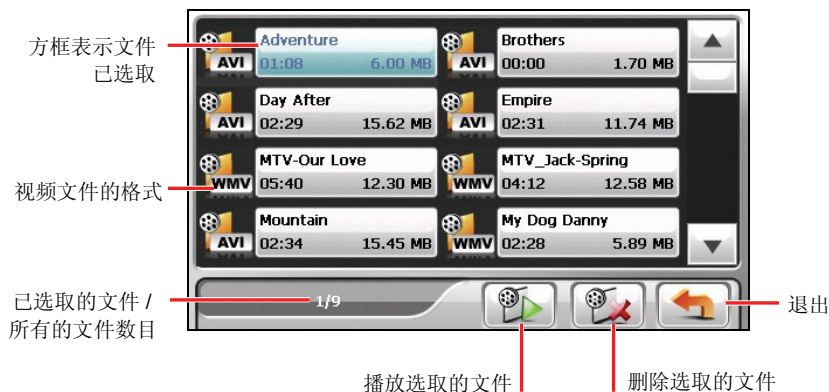 方框表示文件
已选取
Adventure
01:08 6.00 MB
AVI
Brothers
00:00 1.70 MB
AVI
Day After
02:29 15.62 MB
AVI
Empire
02:31 11.74 MB
AVI
视频文件的格式
MTV-Our Love
05:40 12.30 MB
WMV
MTV_Jack-Spring
04:12 12.58 MB
WMV
Mountain
02:34 15.45 MB
AVI
My Dog Danny
02:28 5.89 MB
WMV
已选取的文件 /
所有的文件数目
1/9
退出
播放选取的文件
删除选取的文件